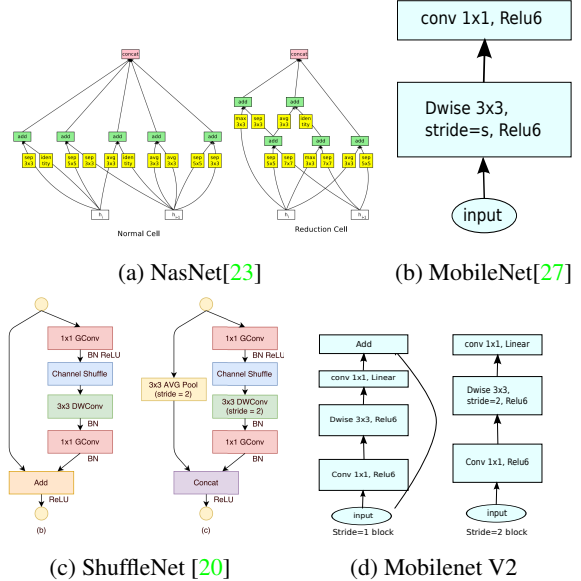 concat
add
add
add
add
add
sep 3x3
iden tity
sep 5x5
sep 3x3
avg 3x3
iden tity
avg 3x3
avg 3x3
sep 5x5
sep 3x3
Normal Cell
concat
add
add
max 3x3
sep 3x3
avg 3x3
iden tity
add
add
add
sep 5x5
sep 7x7
max 3x3
sep 7x7
avg 3x3
sep 5x5
Reduction Cell
(a) NasNet[23]
conv 1x1, Relu6
Dwise 3x3,
stride=s, Relu6
input
(b) MobileNet[27]
1x1 GConv
BN ReLU
Channel Shuffle
3x3 DWConv
BN
1x1 GConv
BN
Add
ReLU
(b)
1x1 GConv
BN ReLU
Channel Shuffle
3x3 AVG Pool
(stride = 2)
3x3 DWConv
(stride = 2)
BN
1x1 GConv
BN
Concat
ReLU
(c)
(c) ShuffleNet [20]
Add
conv 1x1, Linear
Dwise 3x3, Relu6
Conv 1x1, Relu6
input
Stride=1 block
conv 1x1, Linear
Dwise 3x3,
stride=2, Relu6
Conv 1x1, Relu6
input
Stride=2 block
(d) Mobilenet V2